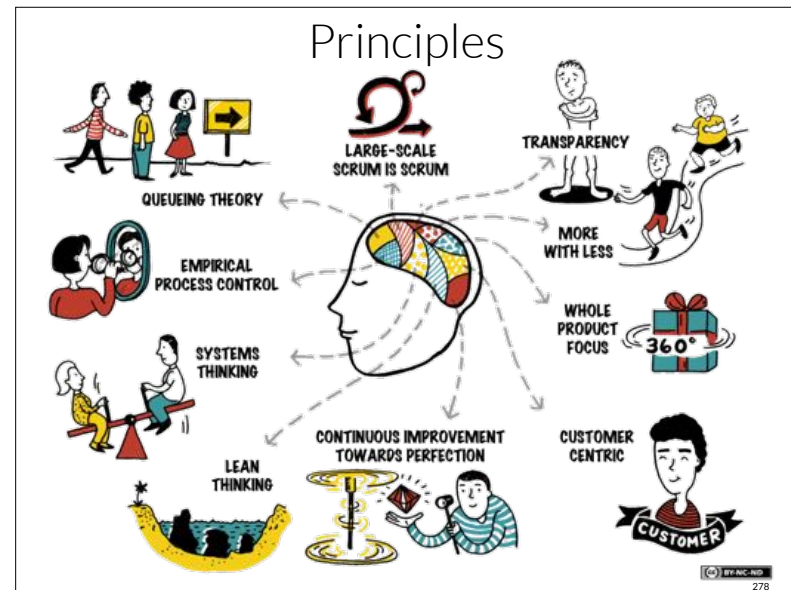 Principles
LARGE-SCALE
SCRUM IS SCRUM
TRANSPARENCY
QUEUEING THEORY
MORE
WITH LESS
EMPIRICAL
PROCESS CONTROL
WHOLE
PRODUCT
FOCUS
360°
SYSTEMS
THINKING
CONTINUOUS IMPROVEMENT
TOWARDS PERFECTION
CUSTOMER
CENTRIC
LEAN
THINKING
CUSTOMER
cc BY-NC-ND
278